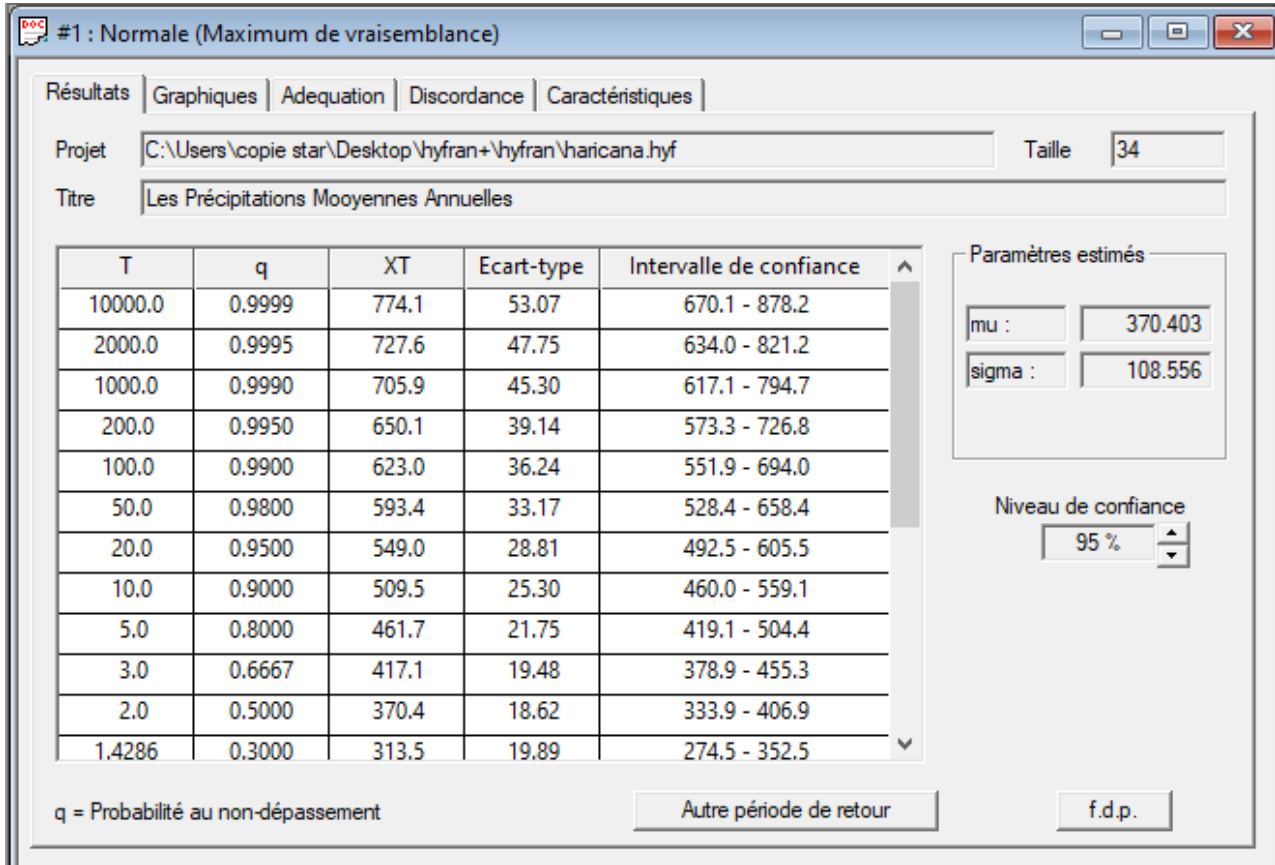 DOC #1 : Normale (Maximum de vraisemblance)
Résultats Graphiques Adequation Discordance Caractéristiques
Projet C:\Users\copie star\Desktop\hyfran+\hyfran\haricana.hyf Taille 34
Titre Les Précipitations Mooyennes Annuelles
T q XT Ecart-type Intervalle de confiance
10000.0 0.9999 774.1 53.07 670.1 - 878.2
2000.0 0.9995 727.6 47.75 634.0 - 821.2
1000.0 0.9990 705.9 45.30 617.1 - 794.7
200.0 0.9950 650.1 39.14 573.3 - 726.8
100.0 0.9900 623.0 36.24 551.9 - 694.0
50.0 0.9800 593.4 33.17 528.4 - 658.4
20.0 0.9500 549.0 28.81 492.5 - 605.5
10.0 0.9000 509.5 25.30 460.0 - 559.1
5.0 0.8000 461.7 21.75 419.1 - 504.4
3.0 0.6667 417.1 19.48 378.9 - 455.3
2.0 0.5000 370.4 18.62 333.9 - 406.9
1.4286 0.3000 313.5 19.89 274.5 - 352.5
Paramètres estimés
mu : 370.403
sigma : 108.556
Niveau de confiance
95 %
q = Probabilité au non-dépassement
Autre période de retour
f.d.p.